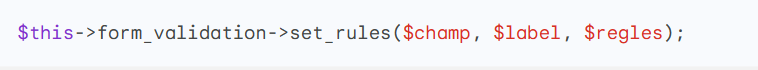 $this->form_validation->set_rules($champ, $label, $regles);